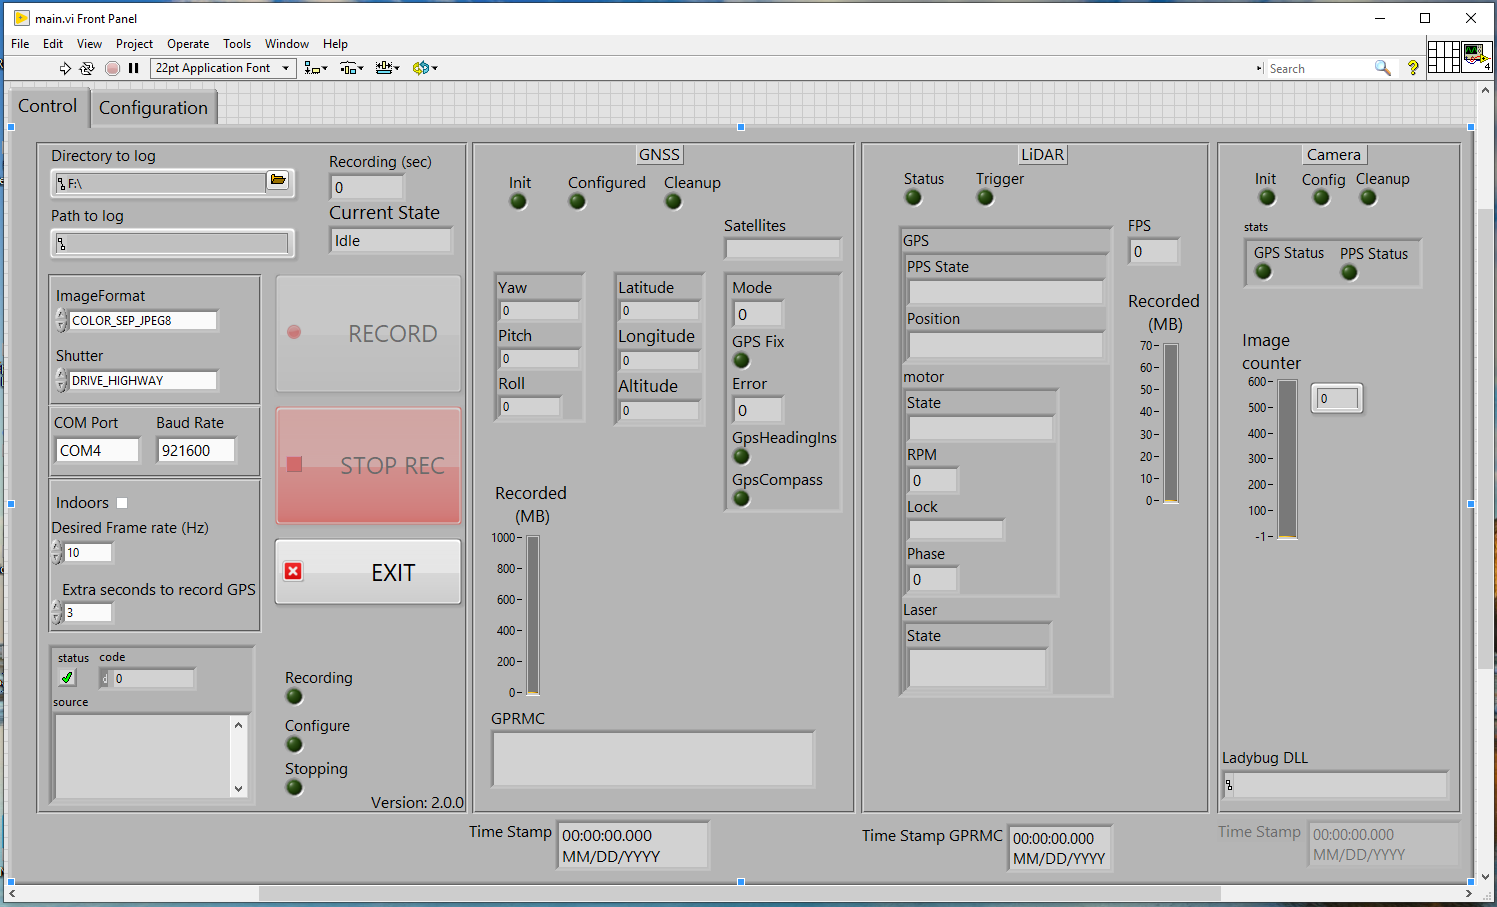 main.vi Front Panel
File Edit View Project Operate Tools Window Help
22pt Application Font
Search
4
Control Configuration
Directory to log
F:\
Path to log
Recording (sec)
0
Current State
Idle
ImageFormat
COLOR_SEP_JPEG8
Shutter
DRIVE_HIGHWAY
COM Port Baud Rate
COM4 921600
Indoors
Desired Frame rate (Hz)
10
Extra seconds to record GPS
3
RECORD
STOP REC
EXIT
status code
d 0
source
Recording
Configure
Stopping
Version: 2.0.0
GNSS
Init Configured Cleanup
Satellites
Yaw
0
Pitch
0
Roll
0
Latitude
0
Longitude
0
Altitude
0
Mode
0
GPS Fix
Error
0
GpsHeadingIns
GpsCompass
Recorded
(MB)
1000
800
600
400
200
0
GPRMC
Time Stamp
00:00:00.000
MM/DD/YYYY
LiDAR
Status Trigger
GPS
PPS State
Position
motor
State
RPM
0
Lock
Phase
0
Laser
State
FPS
0
Recorded
(MB)
70
60
50
40
30
20
10
0
Time Stamp GPRMC
00:00:00.000
MM/DD/YYYY
Camera
Init Config Cleanup
stats
GPS Status PPS Status
Image
counter
600
500
400
300
200
100
-1
0
Ladybug DLL
Time Stamp
00:00:00.000
MM/DD/YYYY